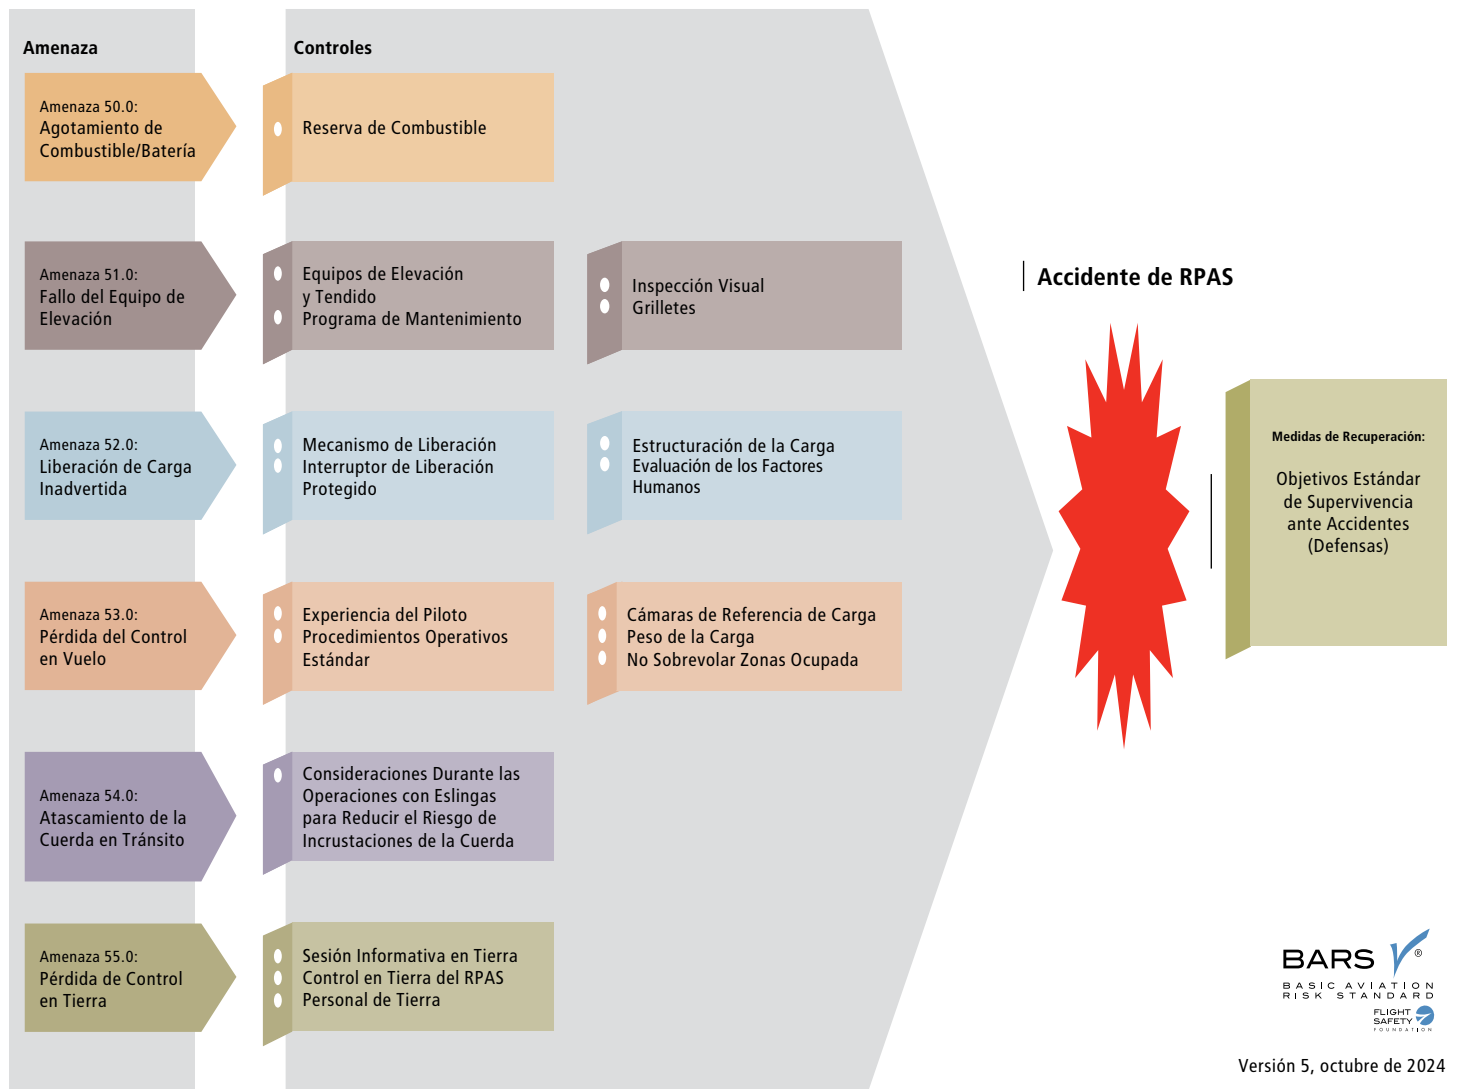 Amenaza
Controles
Amenaza 50.0:
Agotamiento de
Combustible/Batería
Reserva de Combustible
Amenaza 51.0:
Fallo del Equipo de
Elevación
Equipos de Elevación
y Tendido
Programa de Mantenimiento
Inspección Visual
Grilletes
Amenaza 52.0:
Liberación de Carga
Inadvertida
Mecanismo de Liberación
Interruptor de Liberación
Protegido
Estructuración de la Carga
Evaluación de los Factores
Humanos
Amenaza 53.0:
Pérdida del Control
en Vuelo
Experiencia del Piloto
Procedimientos Operativos
Estándar
Cámaras de Referencia de Carga
Peso de la Carga
No Sobrevolar Zonas Ocupada
Amenaza 54.0:
Atascamiento de la
Cuerda en Tránsito
Consideraciones Durante las
Operaciones con Eslingas
para Reducir el Riesgo de
Incrustaciones de la Cuerda
Amenaza 55.0:
Pérdida de Control
en Tierra
Sesión Informativa en Tierra
Control en Tierra del RPAS
Personal de Tierra
Accidente de RPAS
Medidas de Recuperación:
Objetivos Estándar
de Supervivencia
ante Accidentes
(Defensas)
BARS ®
BASIC AVIATION
RISK STANDARD
FLIGHT
SAFETY
FOUNDATION
Versión 5, octubre de 2024